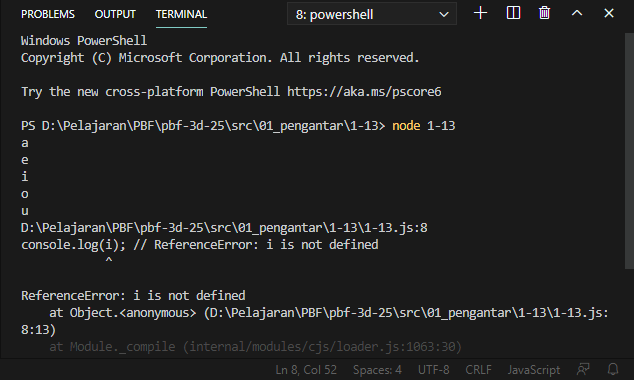 PROBLEMS OUTPUT TERMINAL 8: powershell
Windows PowerShell
Copyright (C) Microsoft Corporation. All rights reserved.
Try the new cross-platform PowerShell https://aka.ms/pscore6
PS D:\Pelajaran\PBF\pbf-3d-25\src\01_pengantar\1-13> node 1-13
a
e
i
o
u
D:\Pelajaran\PBF\pbf-3d-25\src\01_pengantar\1-13\1-13.js:8
console.log(i); // ReferenceError: i is not defined
^
ReferenceError: i is not defined
at Object.<anonymous> (D:\Pelajaran\PBF\pbf-3d-25\src\01_pengantar\1-13\1-13.js:
8:13)
at Module._compile (internal/modules/cjs/loader.js:1063:30)
Ln 8, Col 52 Spaces: 4 UTF-8 CRLF JavaScript